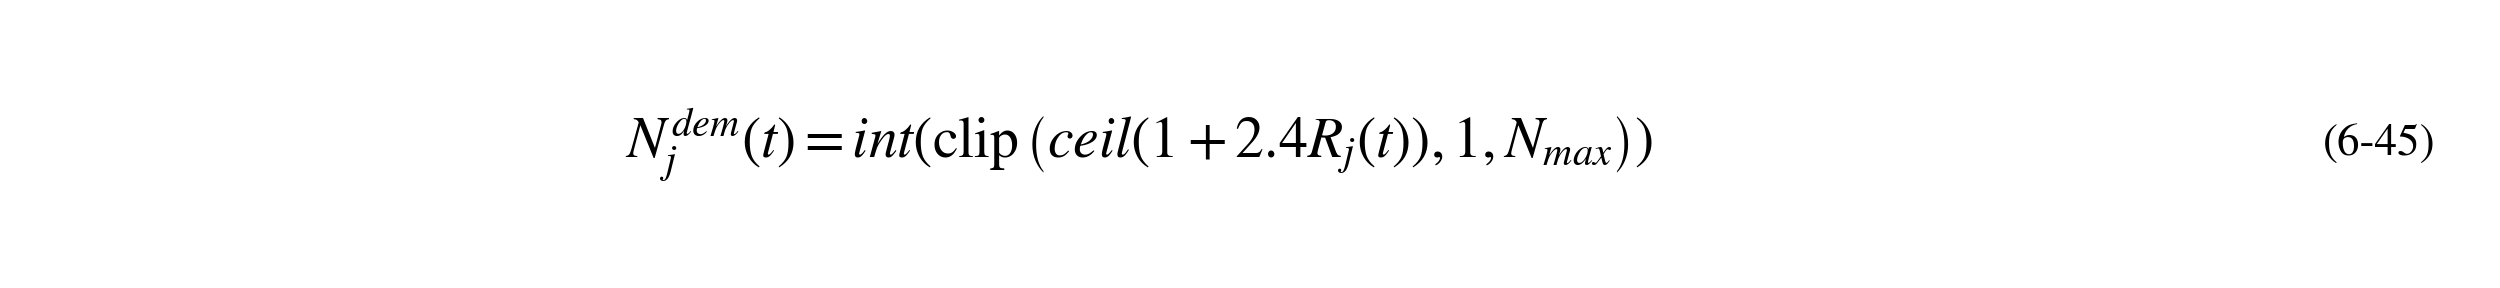 N_j^{dem}(t) = int(clip(ceil(1 + 2.4R_j(t)), 1, N_{max})) (6-45)